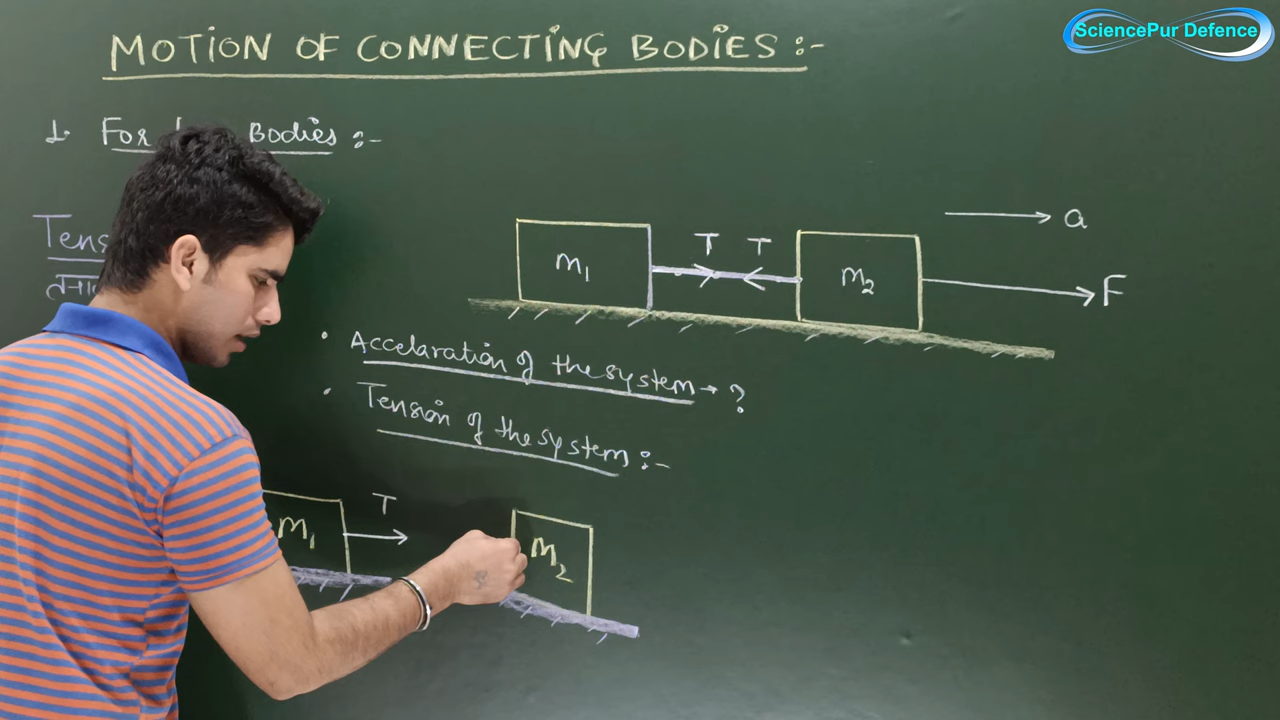 SciencePur Defence
MOTION OF CONNECTING BODIES :-
1. For Bodies :-
Tens
a
T T
m1 m2 F
• Accelaration of the system → ?
• Tension of the system :-
T
m1 m2